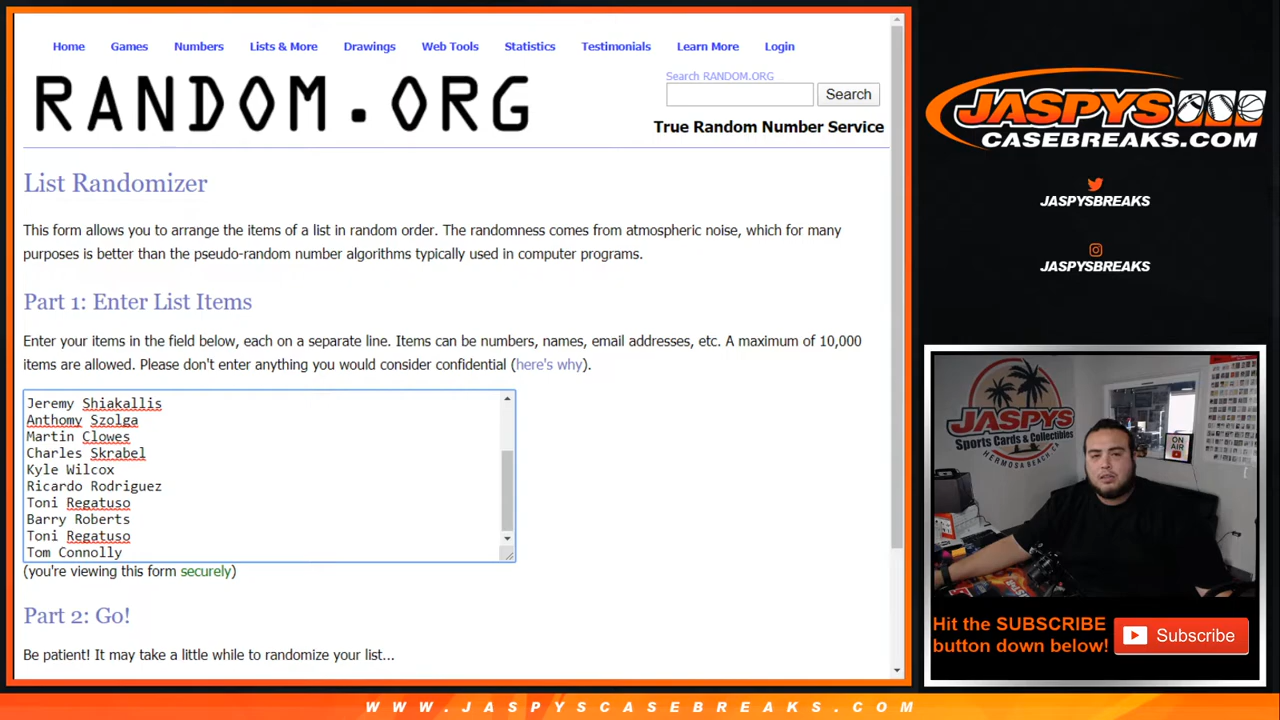 Home Games Numbers Lists & More Drawings Web Tools Statistics Testimonials Learn More Login
RANDOM.ORG
Search RANDOM.ORG
Search
True Random Number Service
List Randomizer
This form allows you to arrange the items of a list in random order. The randomness comes from atmospheric noise, which for many
purposes is better than the pseudo-random number algorithms typically used in computer programs.
Part 1: Enter List Items
Enter your items in the field below, each on a separate line. Items can be numbers, names, email addresses, etc. A maximum of 10,000
items are allowed. Please don't enter anything you would consider confidential (here's why).
Jeremy Shiakallis
Anthomy Szolga
Martin Clowes
Charles Skrabel
Kyle Wilcox
Ricardo Rodriguez
Toni Regatuso
Barry Roberts
Toni Regatuso
Tom Connolly
(you're viewing this form securely)
Part 2: Go!
Be patient! It may take a little while to randomize your list...
JASPYS
CASEBREAKS.COM
JASPYSBREAKS
JASPYSBREAKS
JASPYS
Sports Cards & Collectibles
HERMOSA BEACH, CA
ON
AIR
Hit the SUBSCRIBE
button down below!
Subscribe
WWW.JASPYSCASEBREAKS.COM